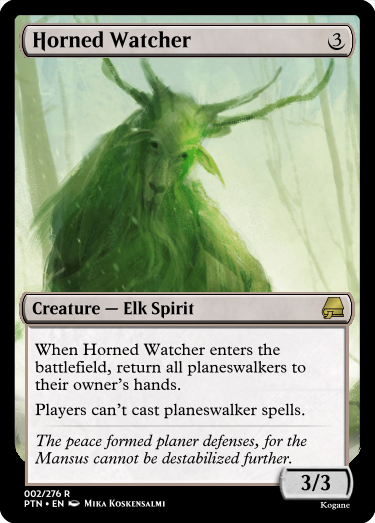 Horned Watcher 3
Creature — Elk Spirit
When Horned Watcher enters the
battlefield, return all planeswalkers to
their owner's hands.
Players can't cast planeswalker spells.
The peace formed planer defenses, for the
Mansus cannot be destabilized further.
3/3
002/276 R
PTN • EN Mika Koskensalmi
Kogane